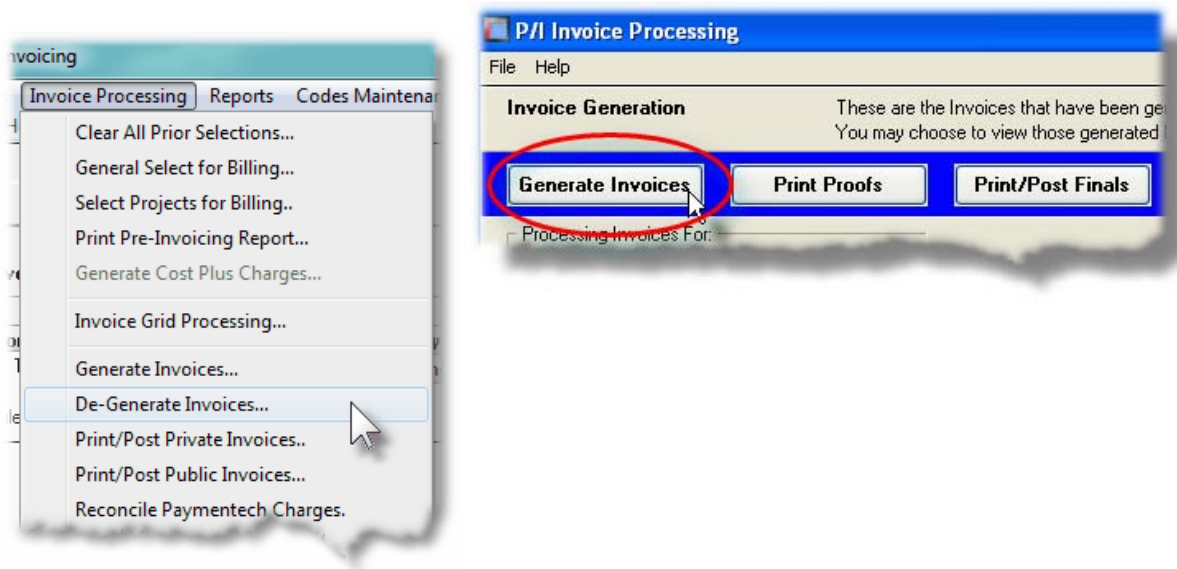 nvoicing
Invoice Processing Reports Codes Maintenar
Clear All Prior Selections...
General Select for Billing...
Select Projects for Billing..
Print Pre-Invoicing Report...
Generate Cost Plus Charges...
Invoice Grid Processing...
Generate Invoices...
De-Generate Invoices...
Print/Post Private Invoices..
Print/Post Public Invoices...
Reconcile Paymentech Charges.
P/I Invoice Processing
File Help
Invoice Generation
These are the Invoices that have been ge
You may choose to view those generated
Generate Invoices Print Proofs Print/Post Finals
Processing Invoices For: